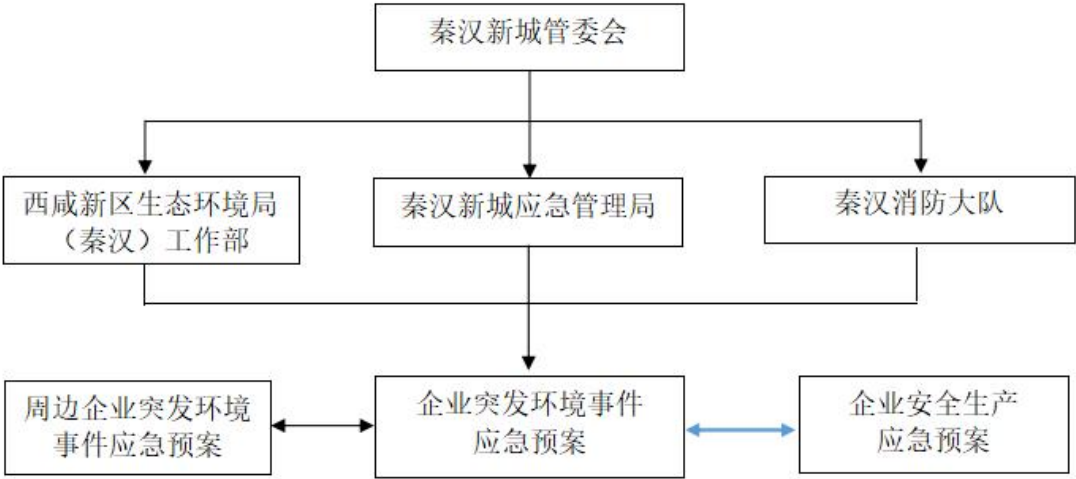 秦汉新城管委会
西咸新区生态环境局
（秦汉）工作部
秦汉新城应急管理局
秦汉消防大队
周边企业突发环境
事件应急预案
企业突发环境事件
应急预案
企业安全生产
应急预案